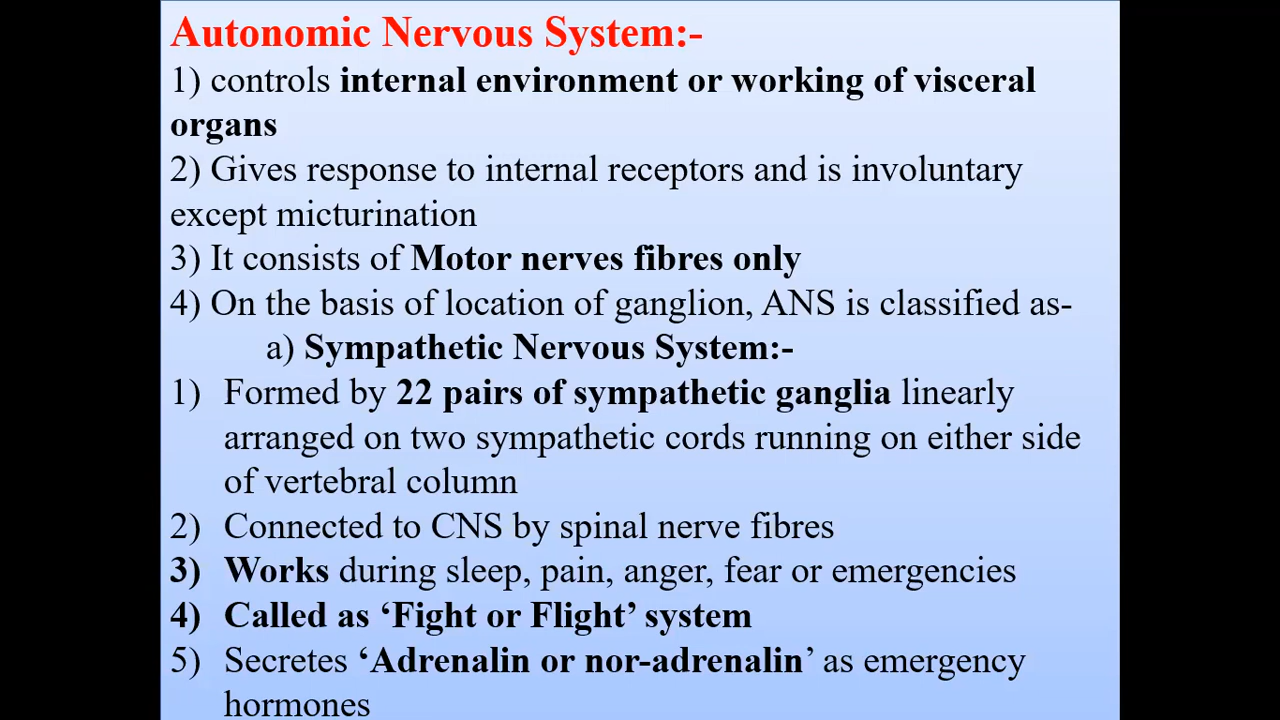 Autonomic Nervous System:-
1) controls internal environment or working of visceral
organs
2) Gives response to internal receptors and is involuntary
except micturination
3) It consists of Motor nerves fibres only
4) On the basis of location of ganglion, ANS is classified as-
a) Sympathetic Nervous System:-
1) Formed by 22 pairs of sympathetic ganglia linearly
arranged on two sympathetic cords running on either side
of vertebral column
2) Connected to CNS by spinal nerve fibres
3) Works during sleep, pain, anger, fear or emergencies
4) Called as ‘Fight or Flight’ system
5) Secretes ‘Adrenalin or nor-adrenalin’ as emergency
hormones